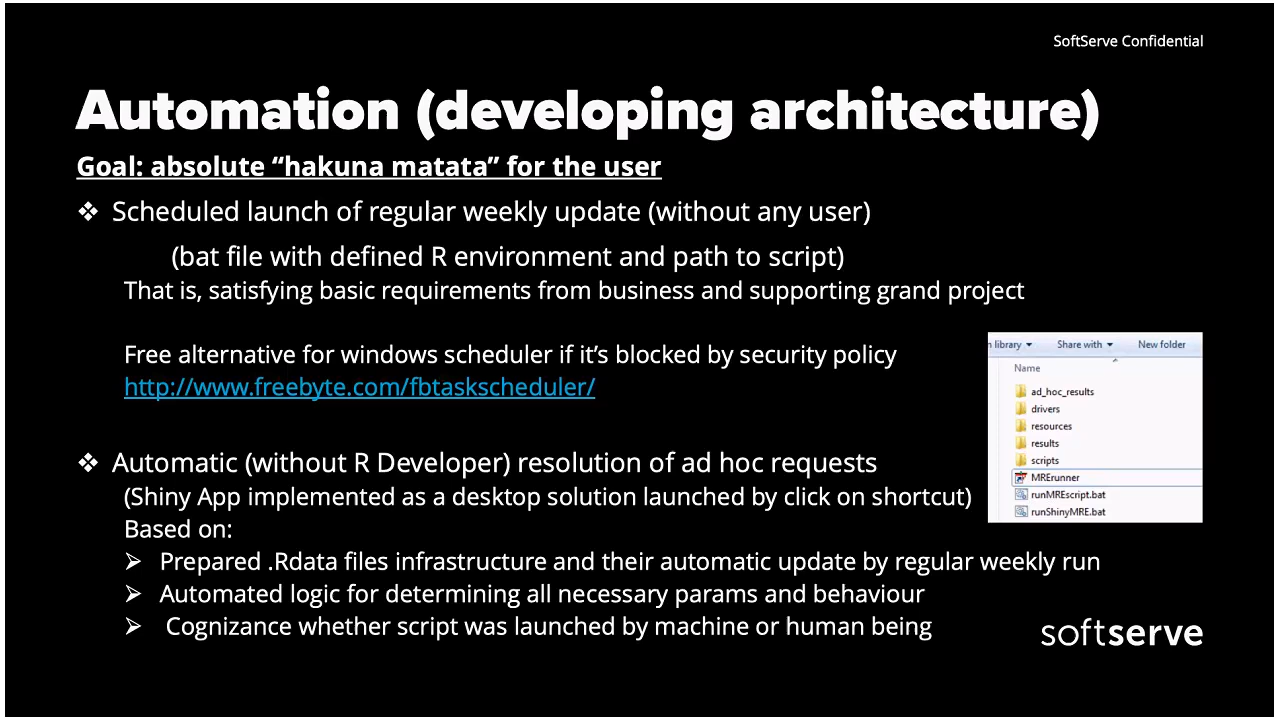 SoftServe Confidential
Automation (developing architecture)
Goal: absolute “hakuna matata” for the user
❖ Scheduled launch of regular weekly update (without any user)
(bat file with defined R environment and path to script)
That is, satisfying basic requirements from business and supporting grand project
Free alternative for windows scheduler if it’s blocked by security policy
http://www.freebyte.com/fbtaskscheduler/
library Share with New folder
Name
ad_hoc_results
drivers
resources
results
scripts
MRErunner
runMREscript.bat
runShinyMRE.bat
❖ Automatic (without R Developer) resolution of ad hoc requests
(Shiny App implemented as a desktop solution launched by click on shortcut)
Based on:
➢ Prepared .Rdata files infrastructure and their automatic update by regular weekly run
➢ Automated logic for determining all necessary params and behaviour
➢ Cognizance whether script was launched by machine or human being
softserve